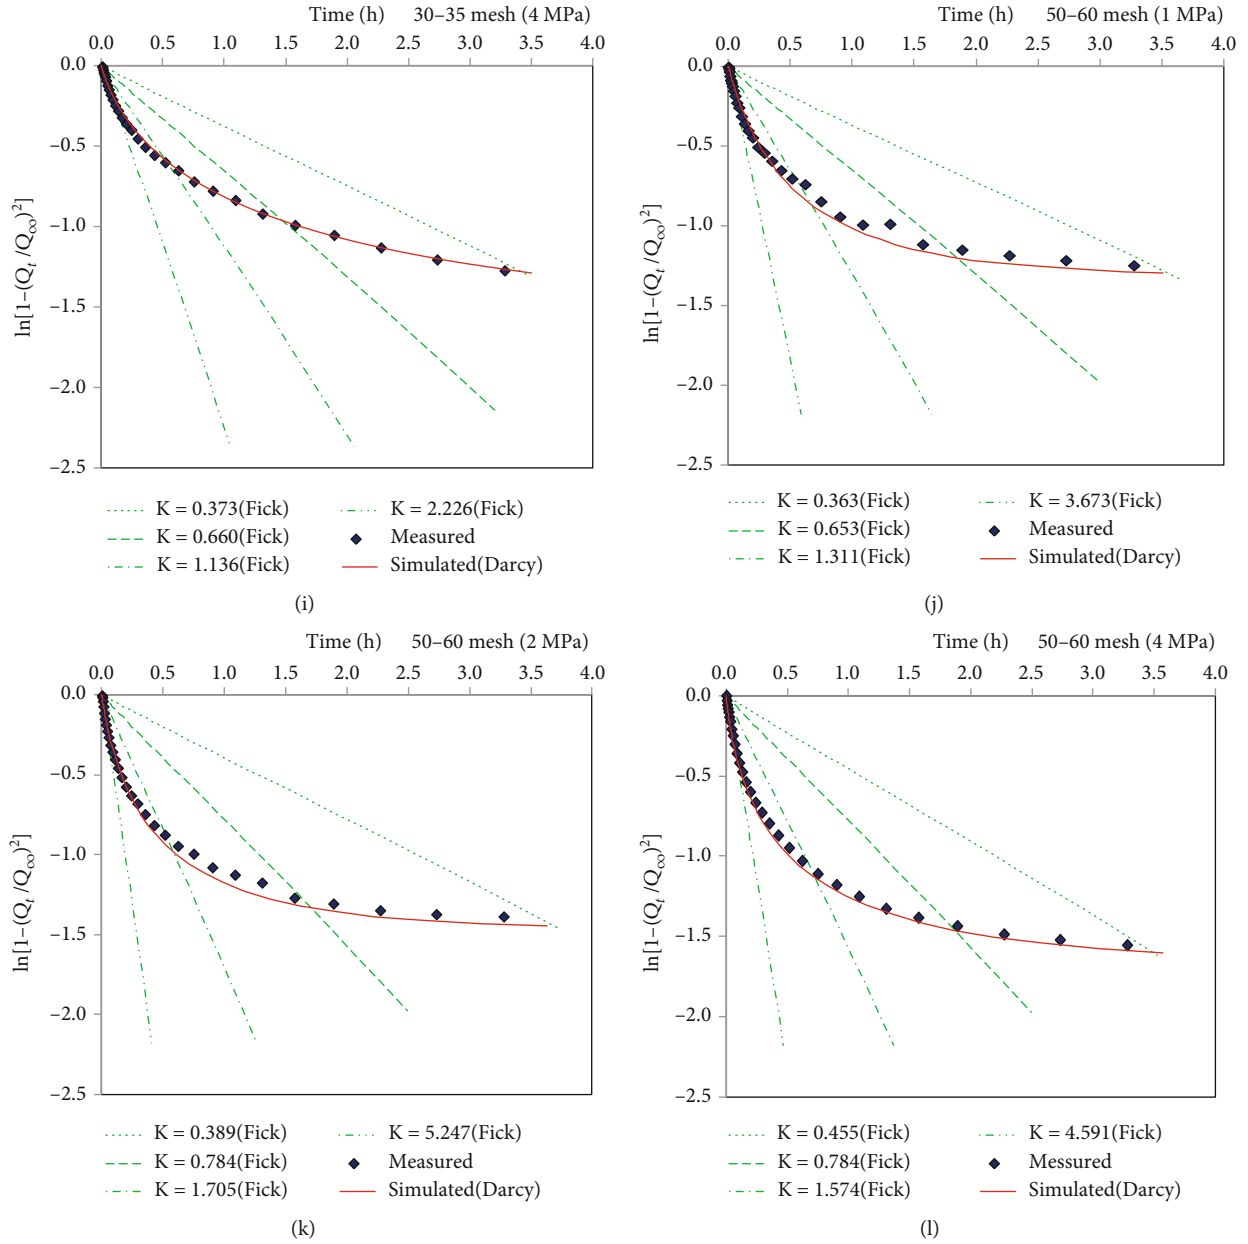 Time (h) 30–35 mesh (4 MPa)
0.0 0.5 1.0 1.5 2.0 2.5 3.0 3.5 4.0
0.0
−0.5
−1.0
−1.5
−2.0
−2.5
ln[1−(Qt /Q∞)²]
K = 0.373(Fick)
K = 0.660(Fick)
K = 1.136(Fick)
K = 2.226(Fick)
Measured
Simulated(Darcy)
(i)
Time (h) 50–60 mesh (1 MPa)
0.0 0.5 1.0 1.5 2.0 2.5 3.0 3.5 4.0
0.0
−0.5
−1.0
−1.5
−2.0
−2.5
ln[1−(Qt /Q∞)²]
K = 0.363(Fick)
K = 0.653(Fick)
K = 1.311(Fick)
K = 3.673(Fick)
Measured
Simulated(Darcy)
(j)
Time (h) 50–60 mesh (2 MPa)
0.0 0.5 1.0 1.5 2.0 2.5 3.0 3.5 4.0
0.0
−0.5
−1.0
−1.5
−2.0
−2.5
ln[1−(Qt /Q∞)²]
K = 0.389(Fick)
K = 0.784(Fick)
K = 1.705(Fick)
K = 5.247(Fick)
Measured
Simulated(Darcy)
(k)
Time (h) 50–60 mesh (4 MPa)
0.0 0.5 1.0 1.5 2.0 2.5 3.0 3.5 4.0
0.0
−0.5
−1.0
−1.5
−2.0
−2.5
ln[1−(Qt /Q∞)²]
K = 0.455(Fick)
K = 0.784(Fick)
K = 1.574(Fick)
K = 4.591(Fick)
Messured
Simulated(Darcy)
(l)